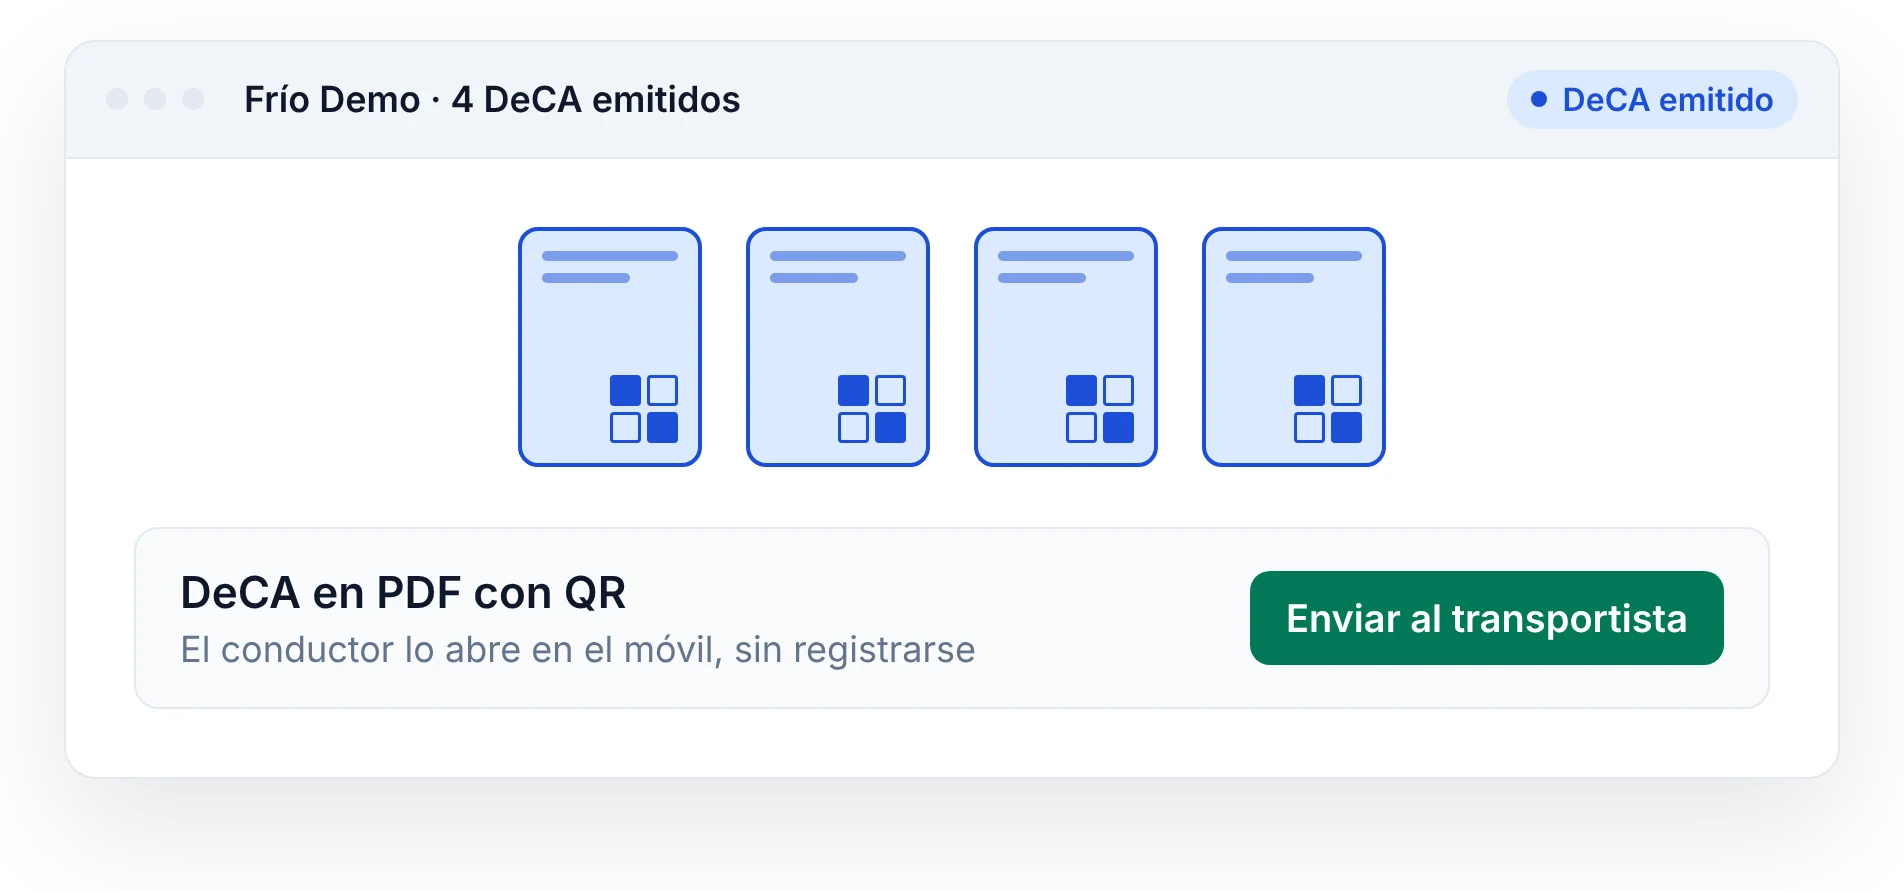 Frío Demo · 4 DeCA emitidos
DeCA emitido
DeCA en PDF con QR
El conductor lo abre en el móvil, sin registrarse
Enviar al transportista